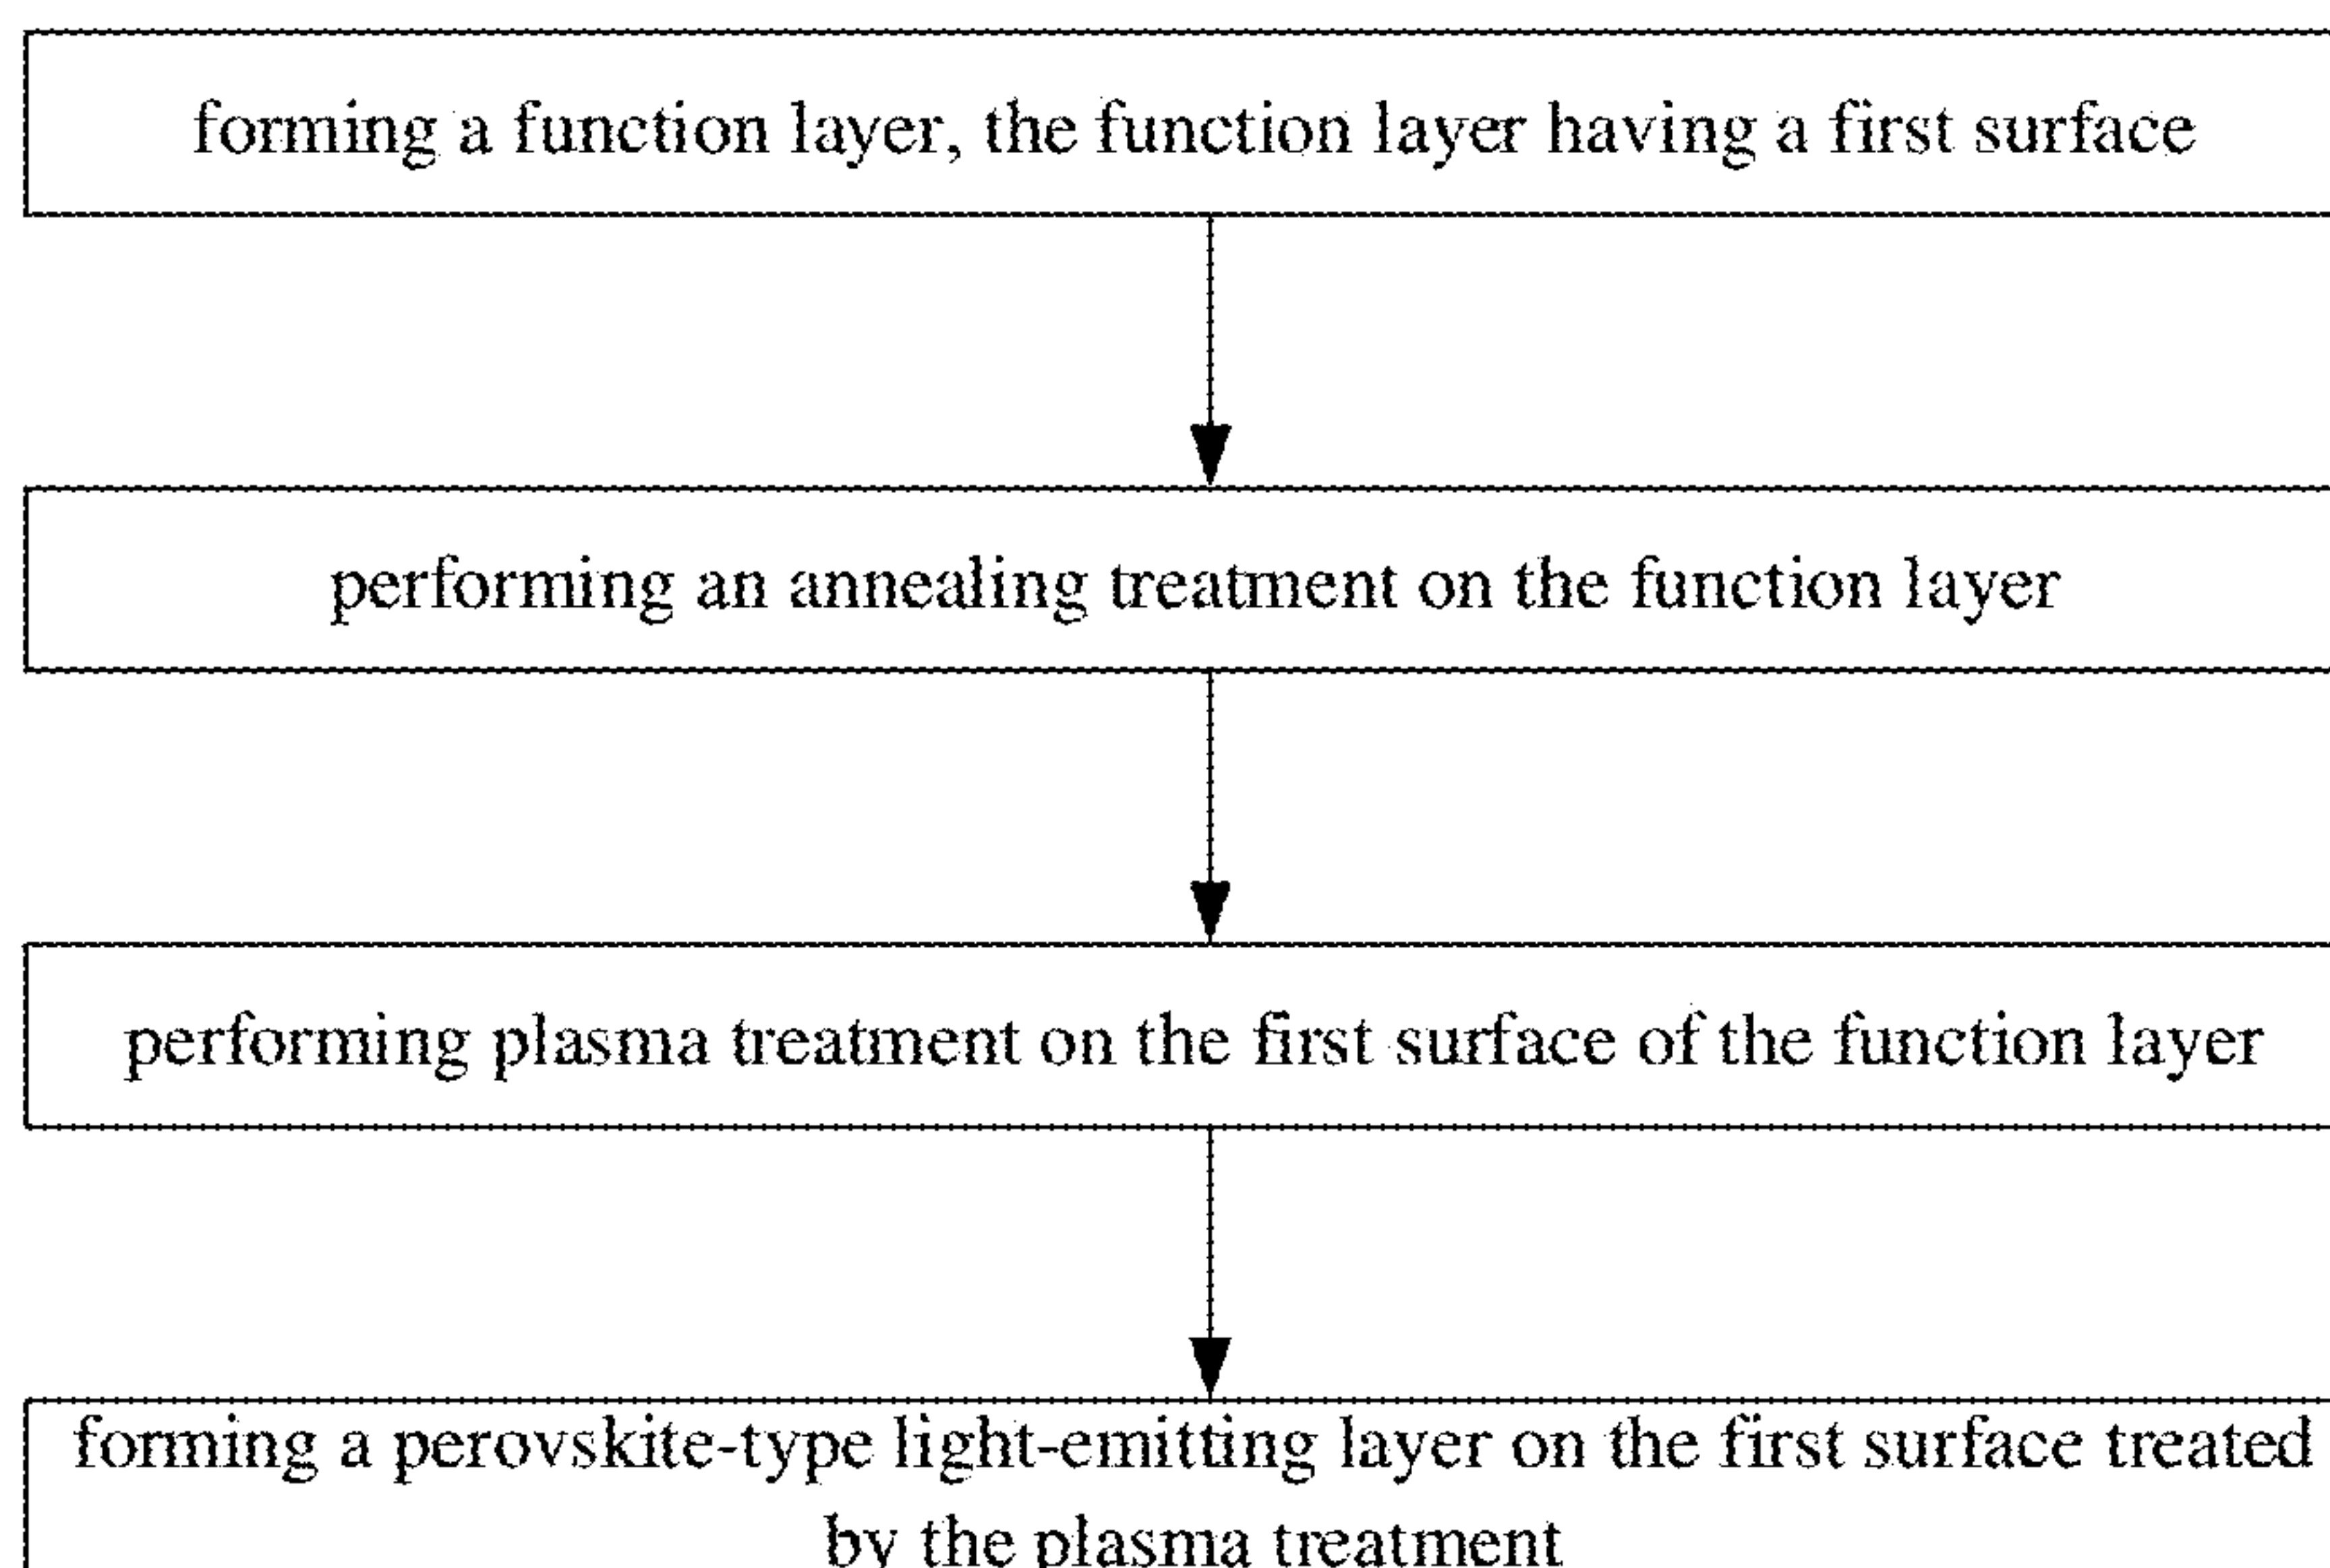 forming a function layer, the function layer having a first surface
performing an annealing treatment on the function layer
performing plasma treatment on the first surface of the function layer
forming a perovskite-type light-emitting layer on the first surface treated
by the plasma treatment